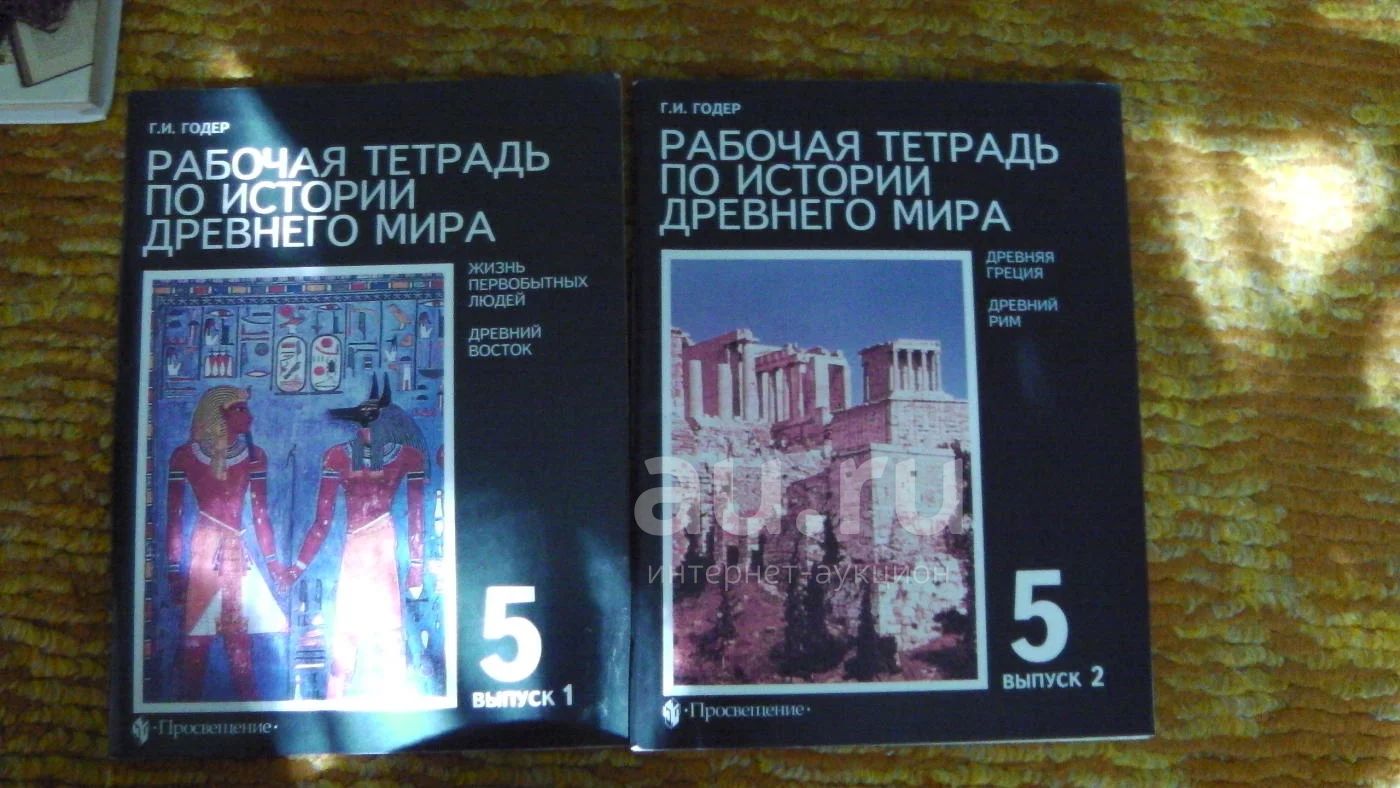 Г.И. ГОДЕР
РАБОЧАЯ ТЕТРАДЬ
ПО ИСТОРИИ
ДРЕВНЕГО МИРА
ЖИЗНЬ
ПЕРВОБЫТНЫХ
ЛЮДЕЙ
ДРЕВНИЙ
ВОСТОК
5
ВЫПУСК 1
·Просвещение·
Г.И. ГОДЕР
РАБОЧАЯ ТЕТРАДЬ
ПО ИСТОРИИ
ДРЕВНЕГО МИРА
ДРЕВНЯЯ
ГРЕЦИЯ
ДРЕВНИЙ
РИМ
5
ВЫПУСК 2
·Просвещение·
au.ru
интернет-аукцион